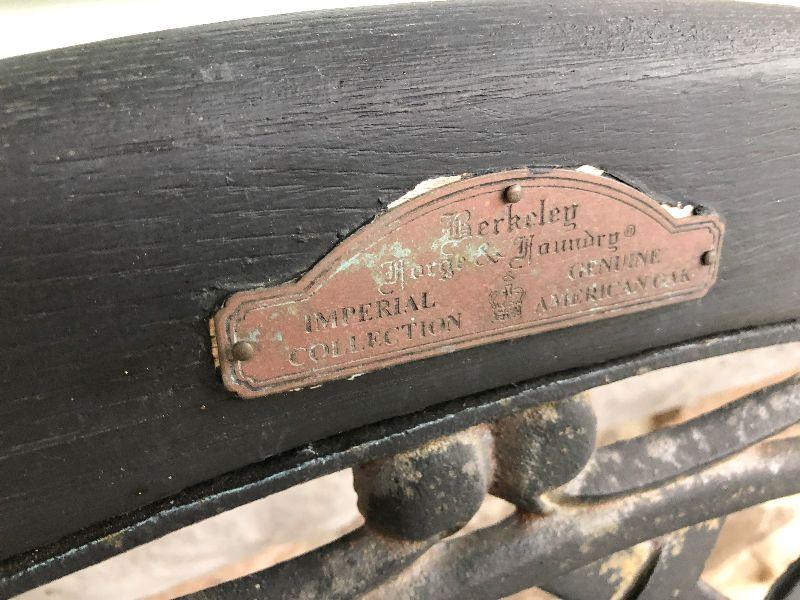 Berkeley
Forge & Foundry®
IMPERIAL
COLLECTION
GENUINE
AMERICAN OAK